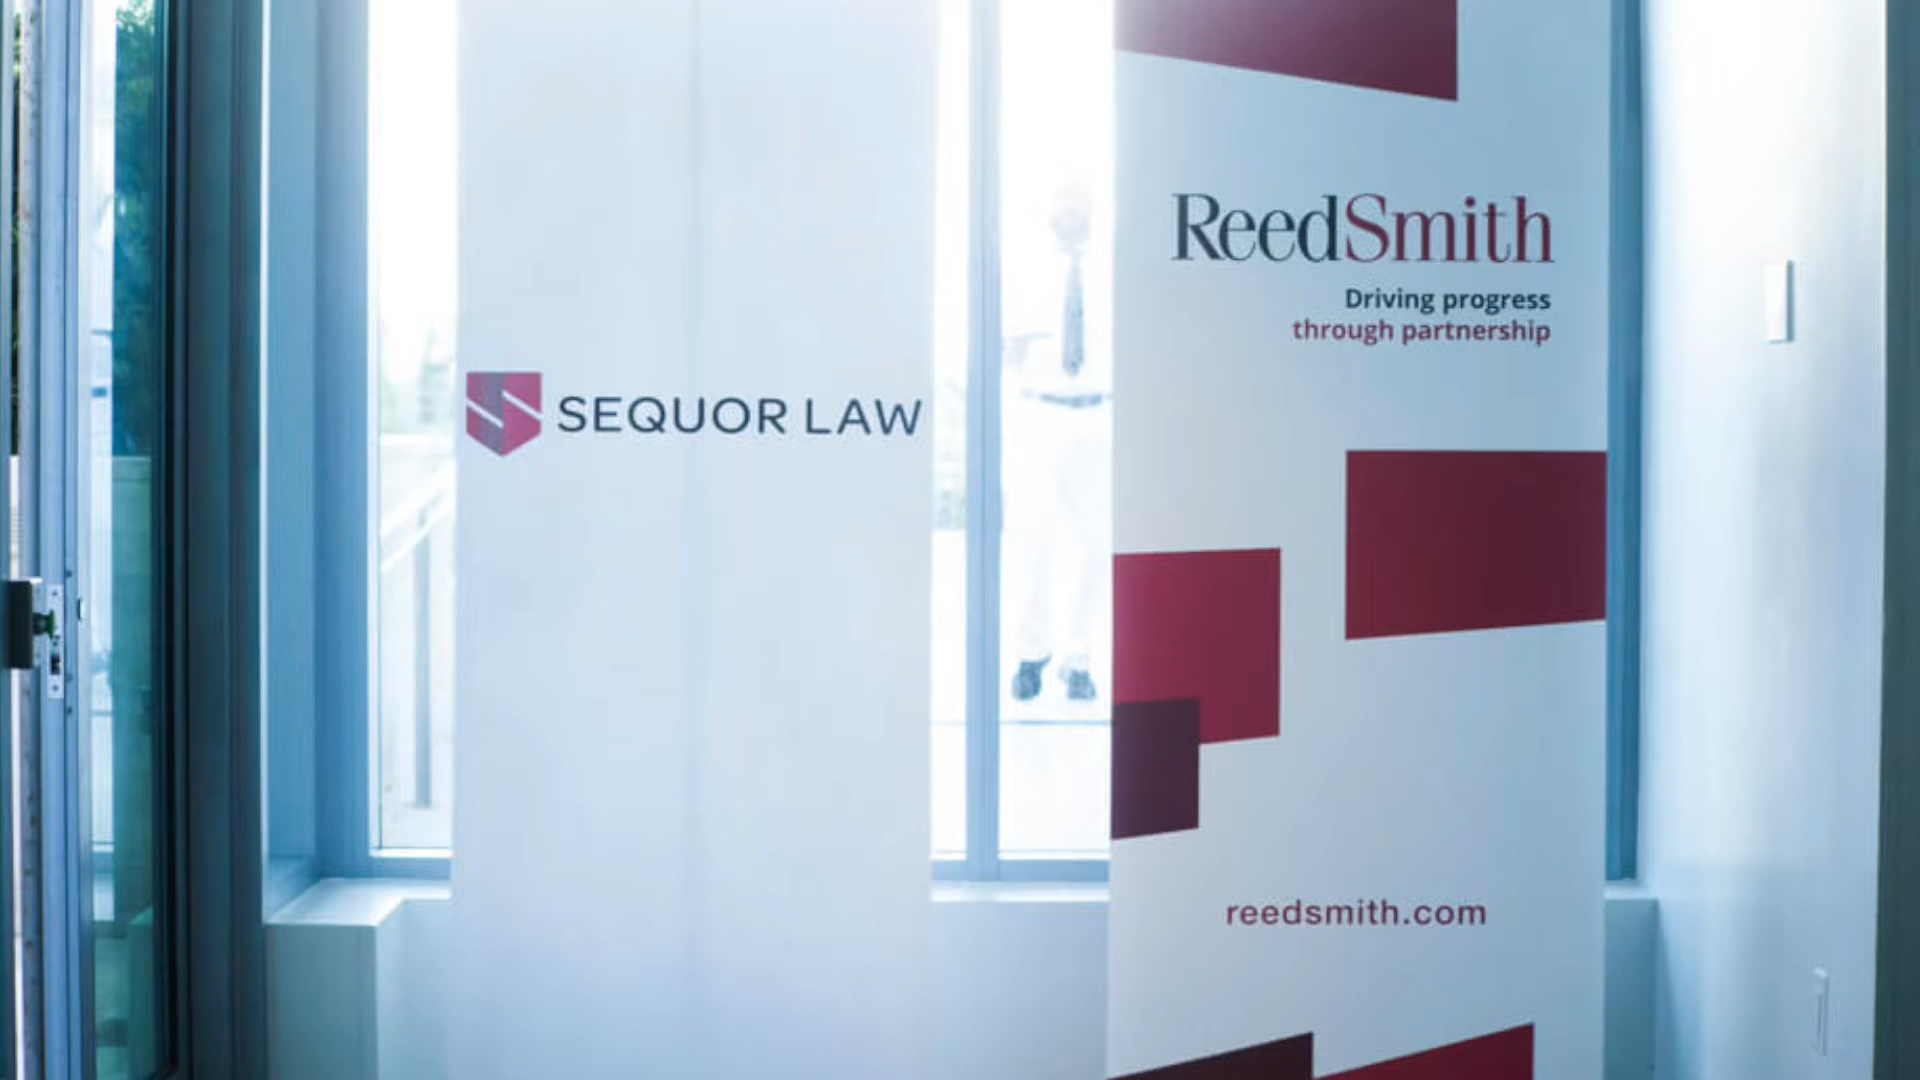 SEQUOR LAW
ReedSmith
Driving progress
through partnership
reedsmith.com